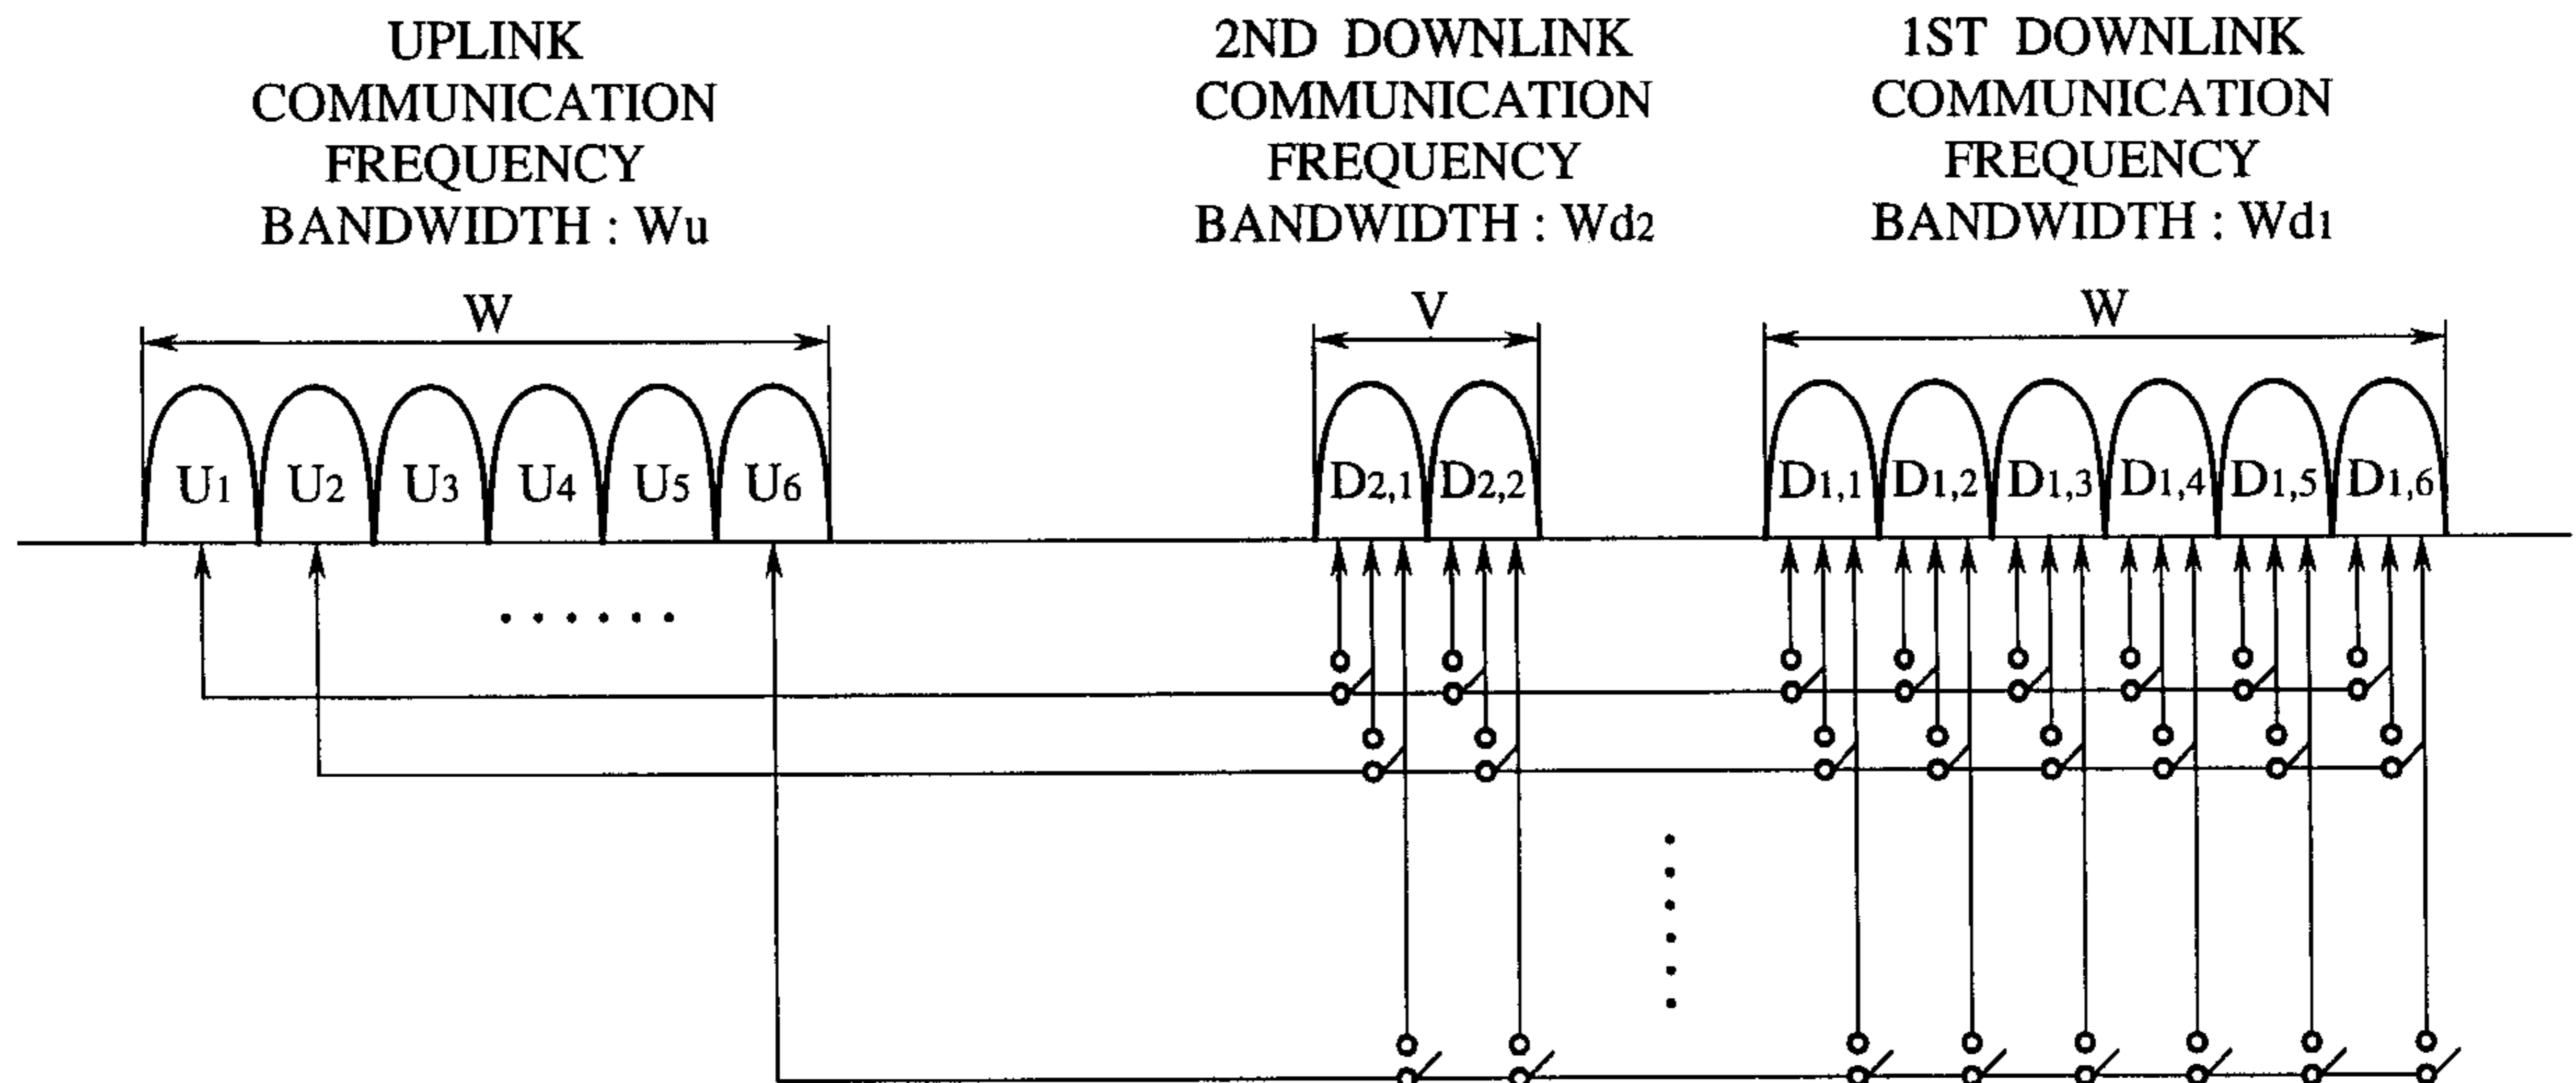 UPLINK
COMMUNICATION
FREQUENCY
BANDWIDTH : Wu
2ND DOWNLINK
COMMUNICATION
FREQUENCY
BANDWIDTH : Wd2
1ST DOWNLINK
COMMUNICATION
FREQUENCY
BANDWIDTH : Wd1
W
V
W
U1 U2 U3 U4 U5 U6
D2,1 D2,2
D1,1 D1,2 D1,3 D1,4 D1,5 D1,6